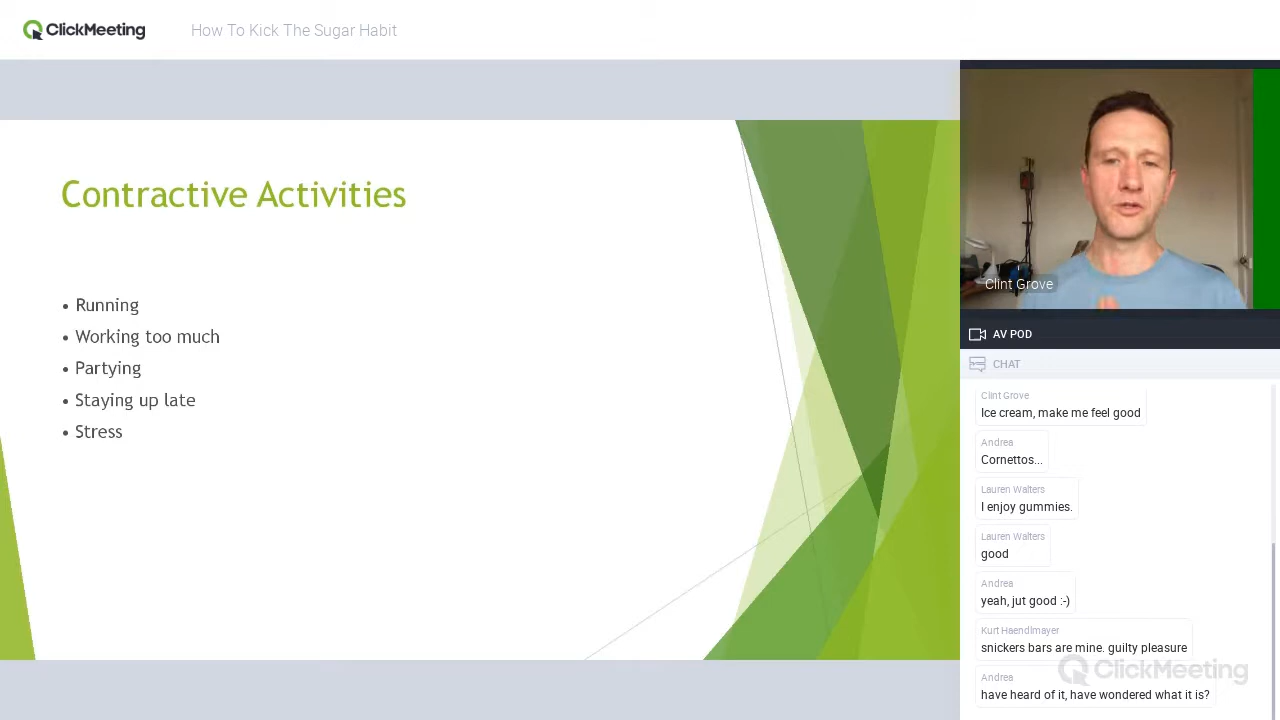 ClickMeeting
How To Kick The Sugar Habit
Contractive Activities
• Running
• Working too much
• Partying
• Staying up late
• Stress
Clint Grove
AV POD
CHAT
Clint Grove
Ice cream, make me feel good
Andrea
Cornettos...
Lauren Walters
I enjoy gummies.
Lauren Walters
good
Andrea
yeah, jut good :-)
Kurt Haendlmayer
snickers bars are mine. guilty pleasure
ClickMeeting
Andrea
have heard of it, have wondered what it is?